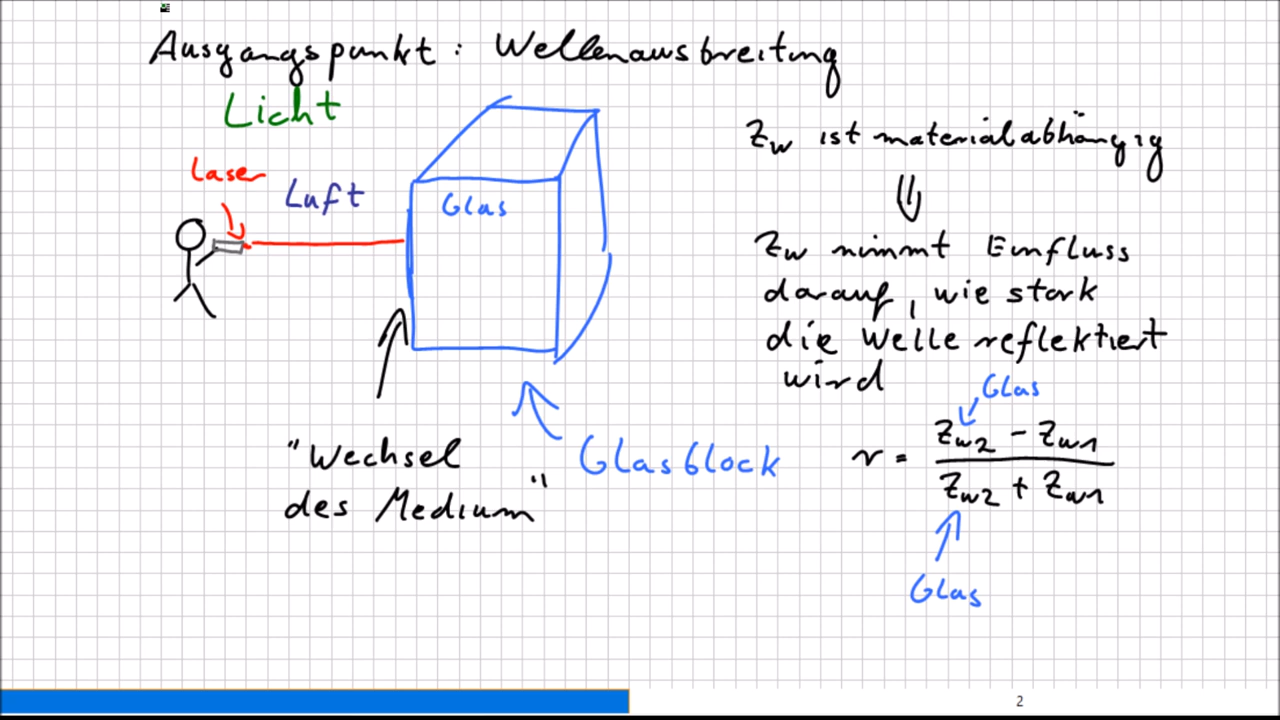 Ausgangspunkt: Wellenausbreitung
Licht
Laser
Luft
Glas
"Wechsel
des Medium"
Glasblock
Zw ist materialabhängig
⇓
Zw nimmt Einfluss
darauf, wie stark
die Welle reflektiert
wird
Glas
r = (Zw2 - Zw1) / (Zw2 + Zw1)
Glas
2